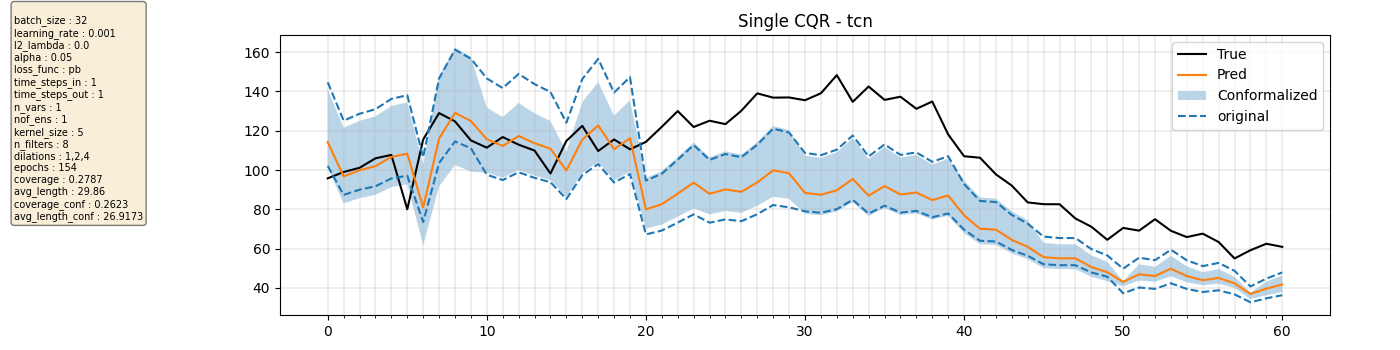 batch_size : 32
learning_rate : 0.001
l2_lambda : 0.0
alpha : 0.05
loss_func : pb
time_steps_in : 1
time_steps_out : 1
n_vars : 1
nof_ens : 1
kernel_size : 5
n_filters : 8
dilations : 1,2,4
epochs : 154
coverage : 0.2787
avg_length : 29.86
coverage_conf : 0.2623
avg_length_conf : 26.9173
Single CQR - tcn
160
140
120
100
80
60
40
0 10 20 30 40 50 60
True
Pred
Conformalized
original